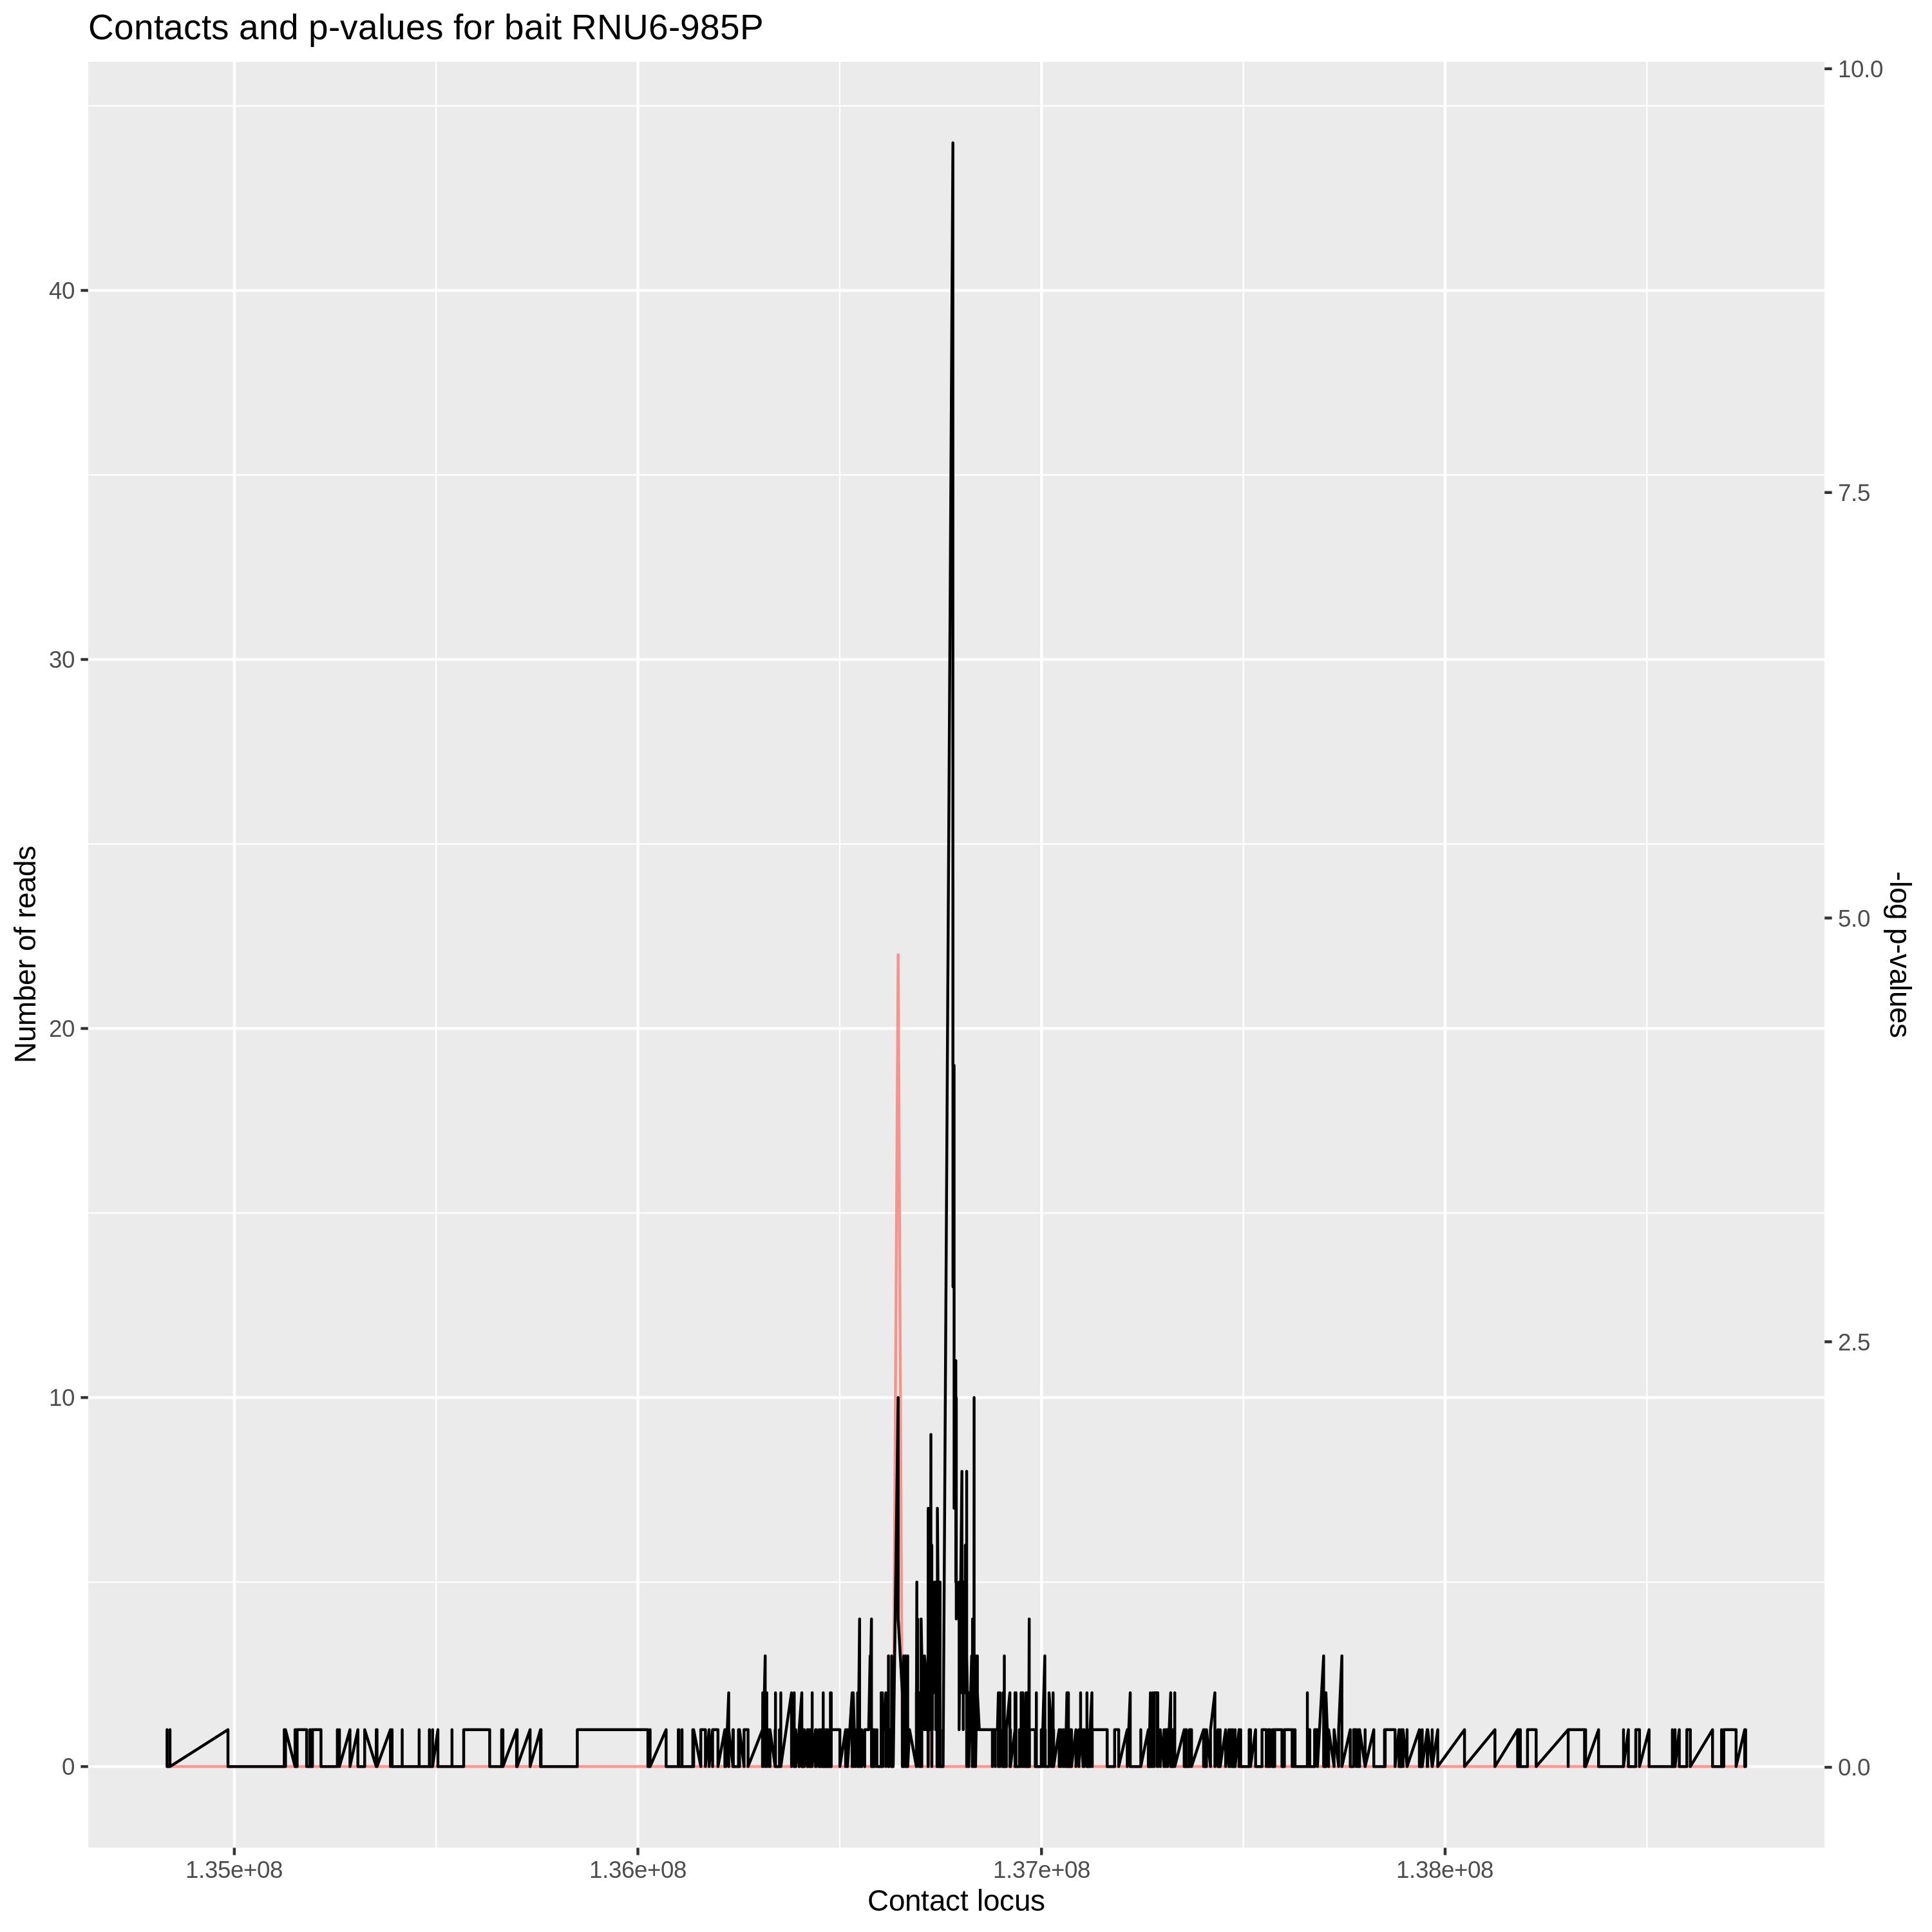 Contacts and p-values for bait RNU6-985P
Number of reads
40
30
20
10
0
10.0
7.5
5.0
2.5
0.0
-log p-values
1.35e+08
1.36e+08
1.37e+08
1.38e+08
Contact locus